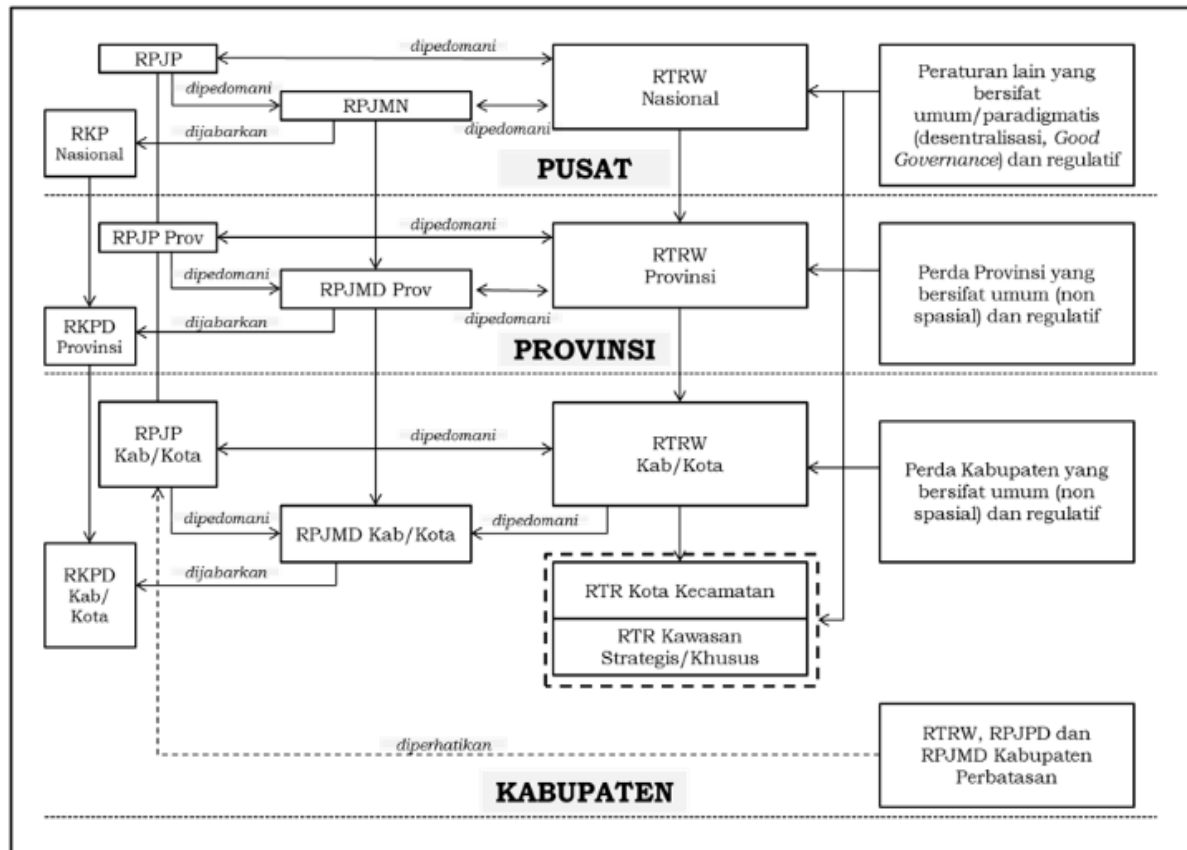 RPJP
dipedomani
RTRW
Nasional
Peraturan lain yang
bersifat
umum/paradigmatis
(desentralisasi, Good
Governance) dan regulatif
dipedomani
RPJMN
dipedomani
RKP
Nasional
dijabarkan
PUSAT
RPJP Prov
dipedomani
RTRW
Provinsi
Perda Provinsi yang
bersifat umum (non
spasial) dan regulatif
dipedomani
RPJMD Prov
dipedomani
RKPD
Provinsi
dijabarkan
PROVINSI
RPJP
Kab/Kota
dipedomani
RTRW
Kab/Kota
Perda Kabupaten yang
bersifat umum (non
spasial) dan regulatif
dipedomani
RPJMD Kab/Kota
dipedomani
RKPD
Kab/
Kota
dijabarkan
RTR Kota Kecamatan
RTR Kawasan
Strategis/Khusus
diperhatikan
RTRW, RPJPD dan
RPJMD Kabupaten
Perbatasan
KABUPATEN